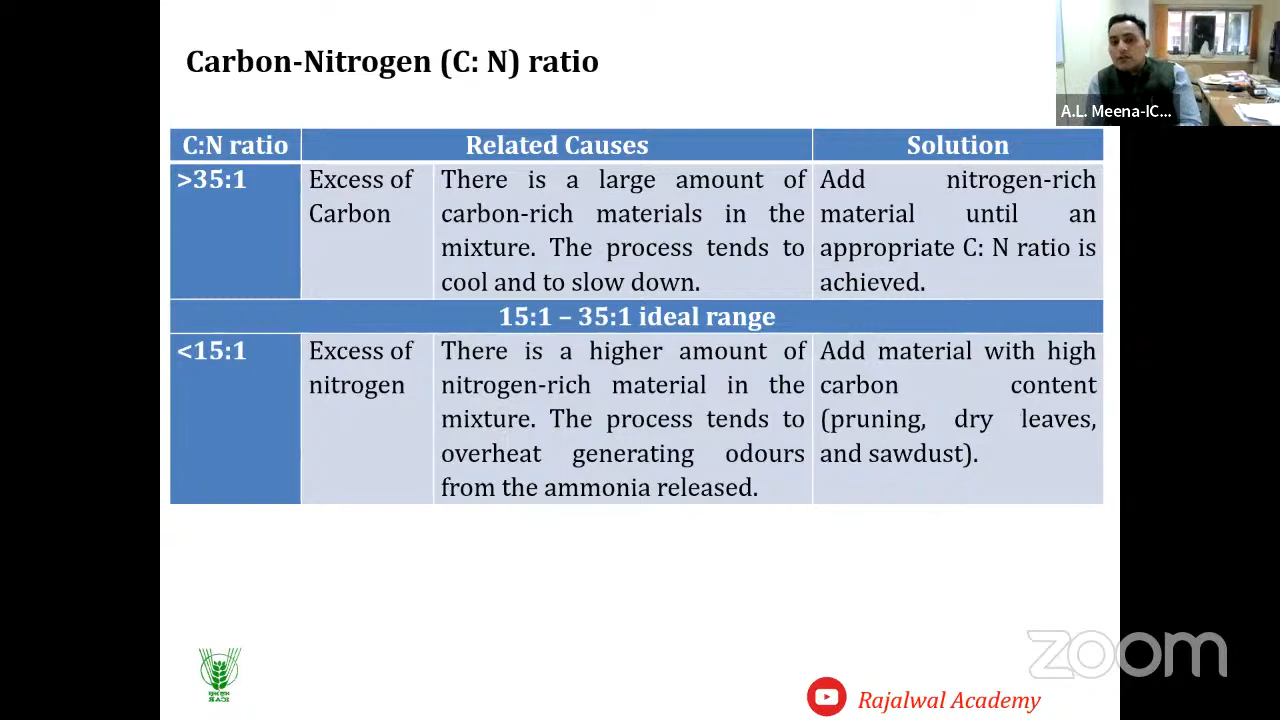 Carbon-Nitrogen (C: N) ratio
A.L. Meena-IC...
C:N ratio
Related Causes
Solution
>35:1
Excess of
Carbon
There is a large amount of
carbon-rich materials in the
mixture. The process tends to
cool and to slow down.
Add nitrogen-rich
material until an
appropriate C: N ratio is
achieved.
15:1 – 35:1 ideal range
<15:1
Excess of
nitrogen
There is a higher amount of
nitrogen-rich material in the
mixture. The process tends to
overheat generating odours
from the ammonia released.
Add material with high
carbon content
(pruning, dry leaves,
and sawdust).
zoom
ICAR
Rajalwal Academy